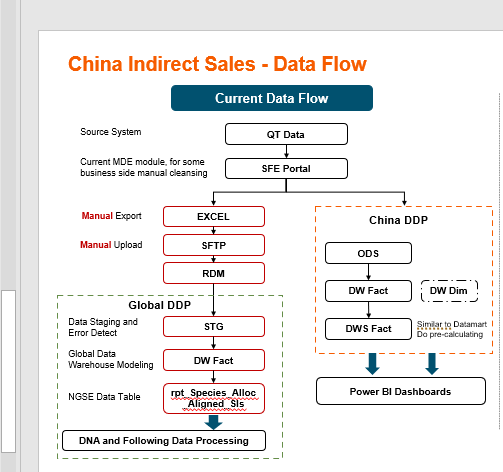 China Indirect Sales - Data Flow
Current Data Flow
Source System
QT Data
Current MDE module, for some
business side manual cleansing
SFE Portal
Manual Export
EXCEL
China DDP
Manual Upload
SFTP
ODS
RDM
DW Fact
DW Dim
Global DDP
Data Staging and
Error Detect
STG
DWS Fact
Similar to Datamart
Do pre-calculating
Global Data
Warehouse Modeling
DW Fact
NGSE Data Table
rpt_Species_Alloc
_Aligned_Sls
Power BI Dashboards
DNA and Following Data Processing